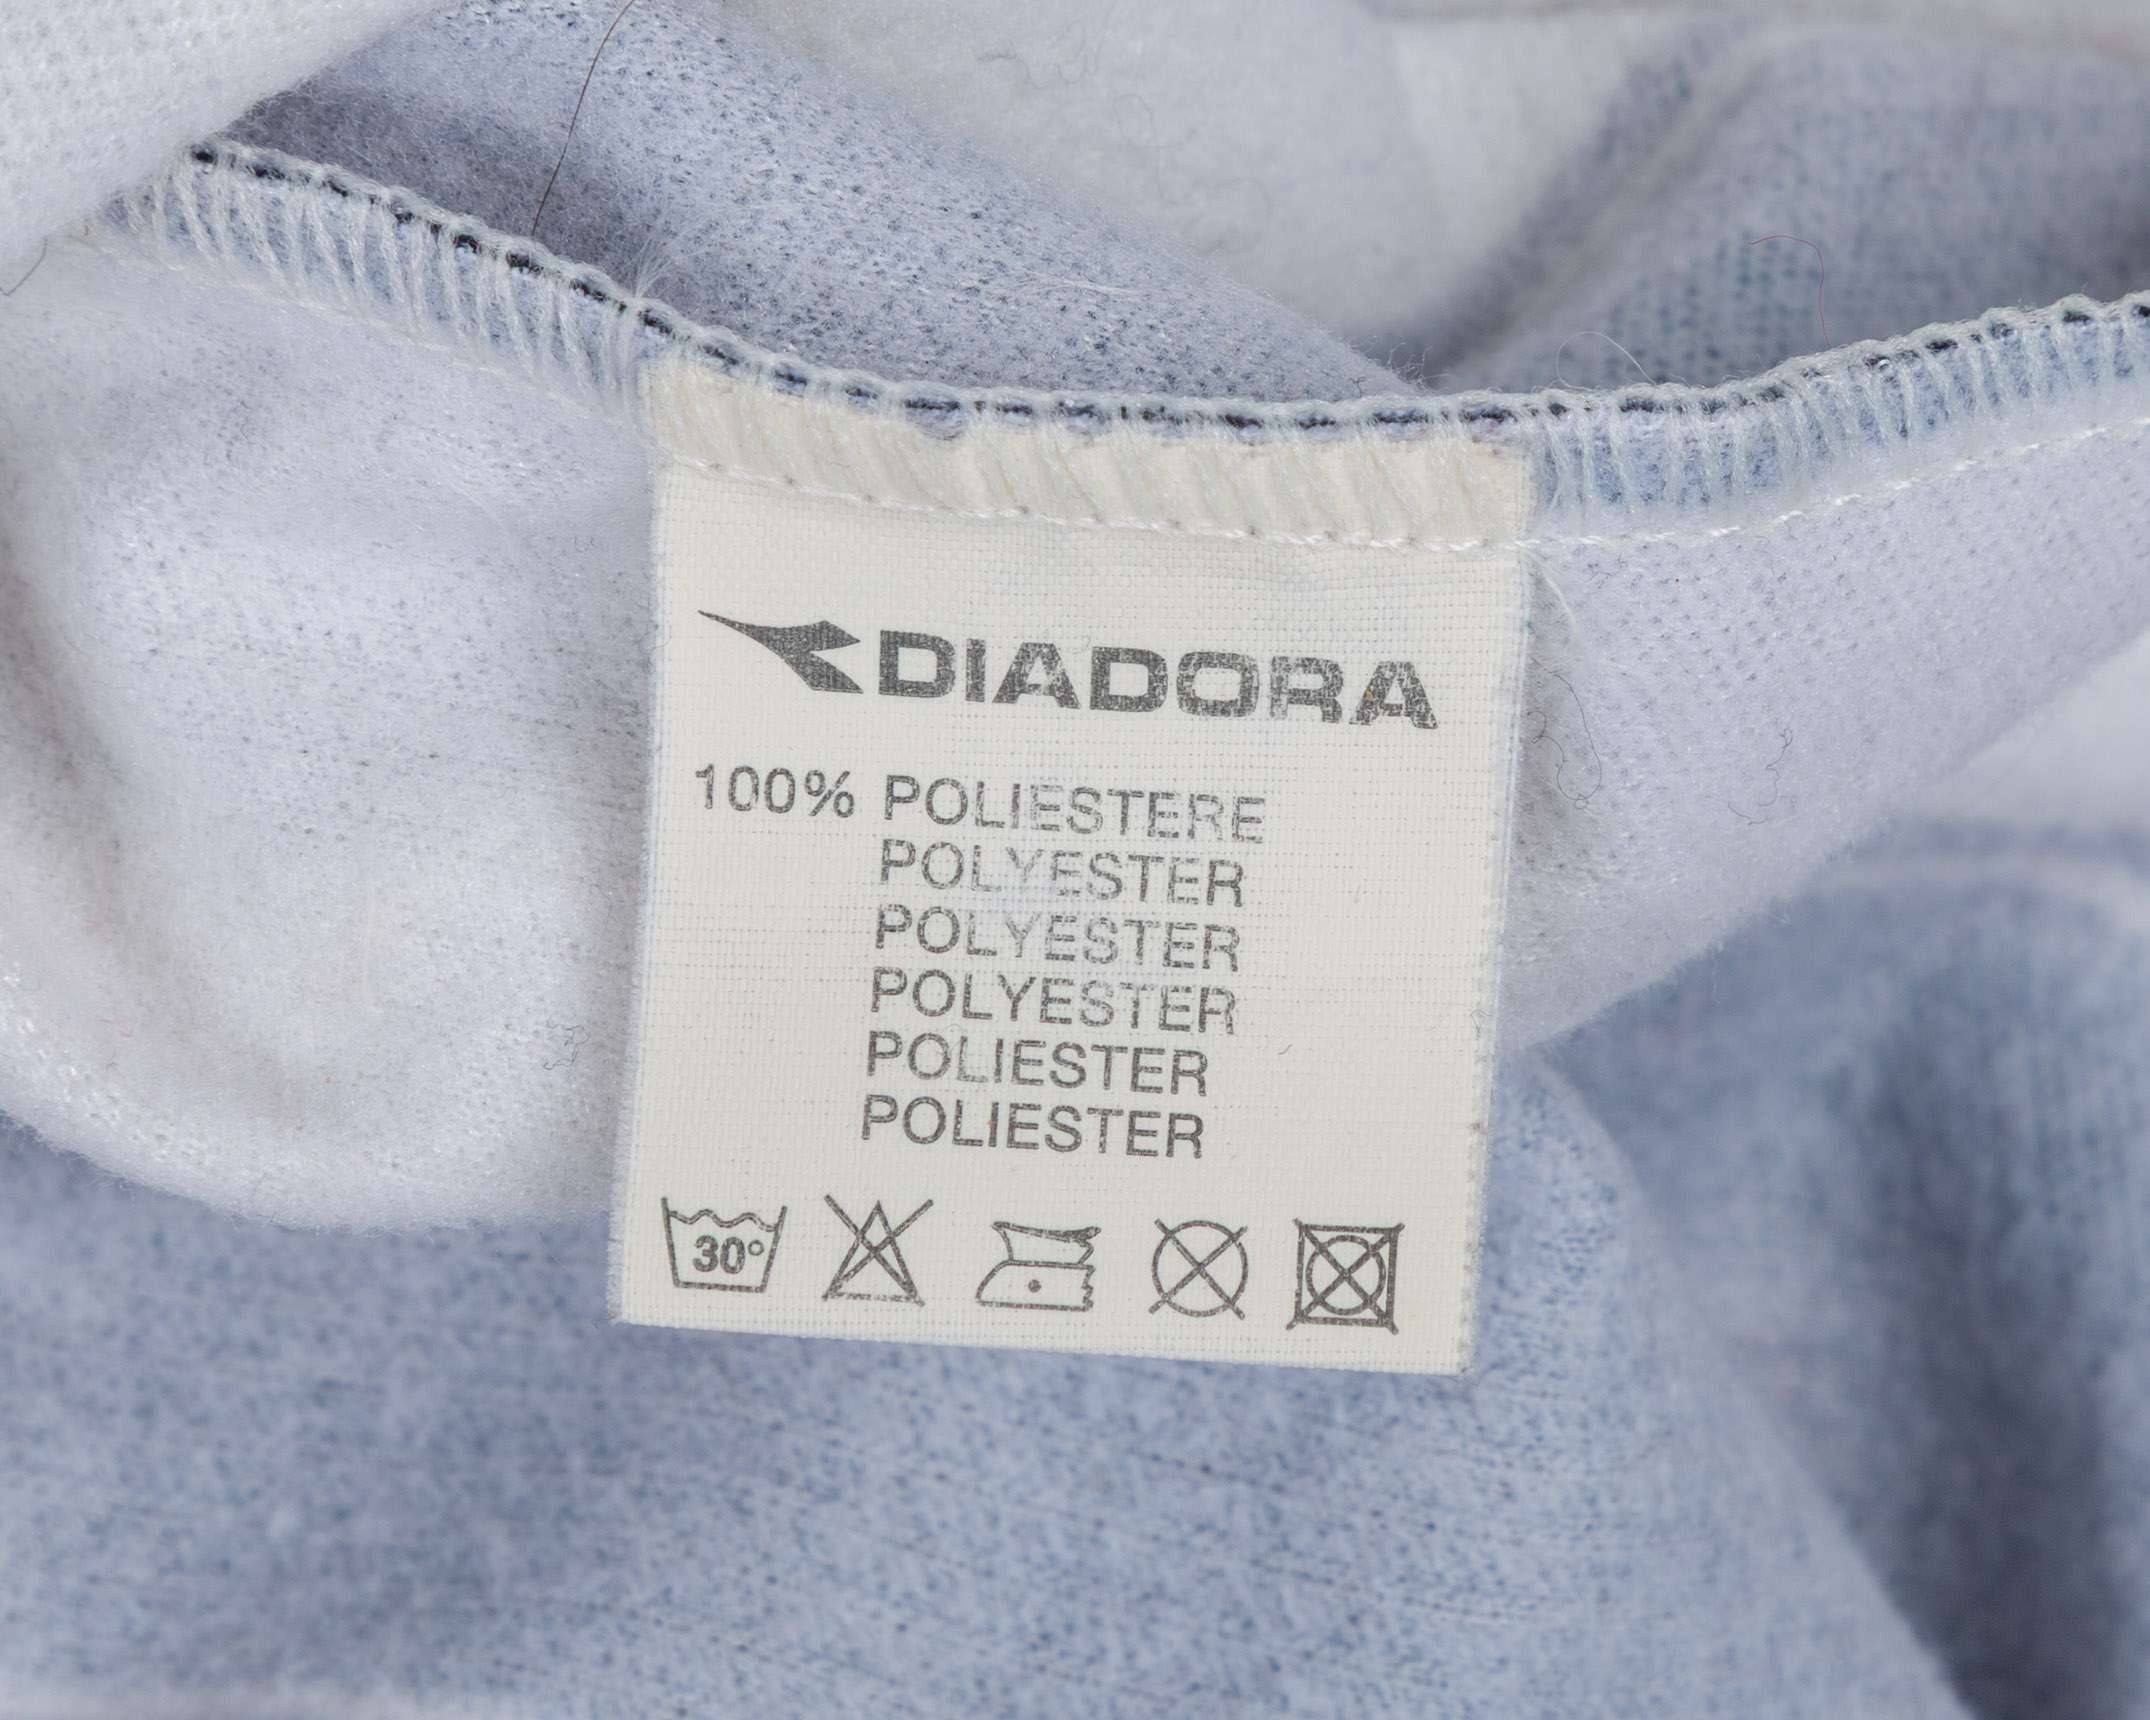 DIADORA
100% POLIESTERE
POLYESTER
POLYESTER
POLYESTER
POLIESTER
POLIESTER
30°